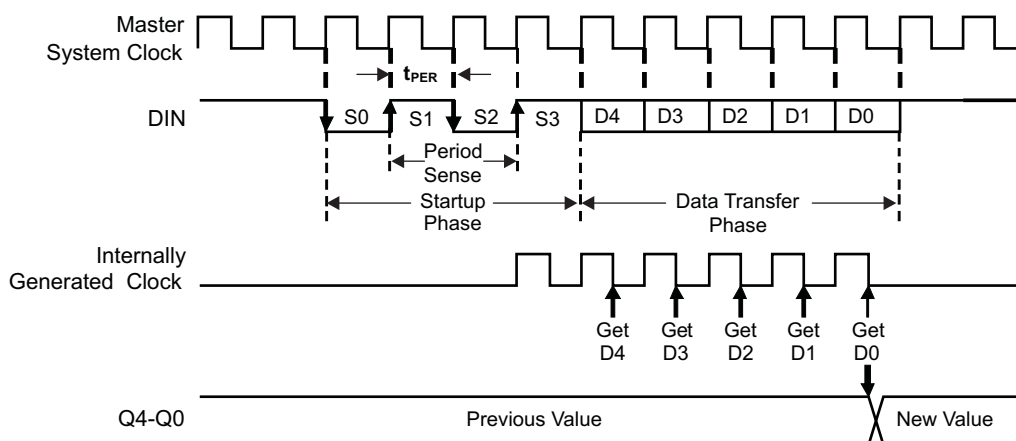 Master
System Clock
tPER
DIN
S0 S1 S2 S3 D4 D3 D2 D1 D0
Period
Sense
Startup
Phase
Data Transfer
Phase
Internally
Generated Clock
Get
D4
Get
D3
Get
D2
Get
D1
Get
D0
Q4-Q0
Previous Value
New Value